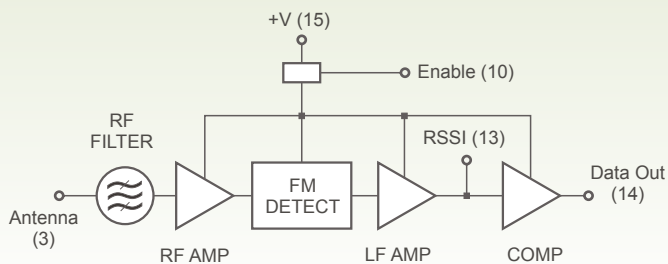 +V (15)
Enable (10)
RF
FILTER
RSSI (13)
FM
DETECT
Data Out
(14)
Antenna
(3)
RF AMP
LF AMP
COMP